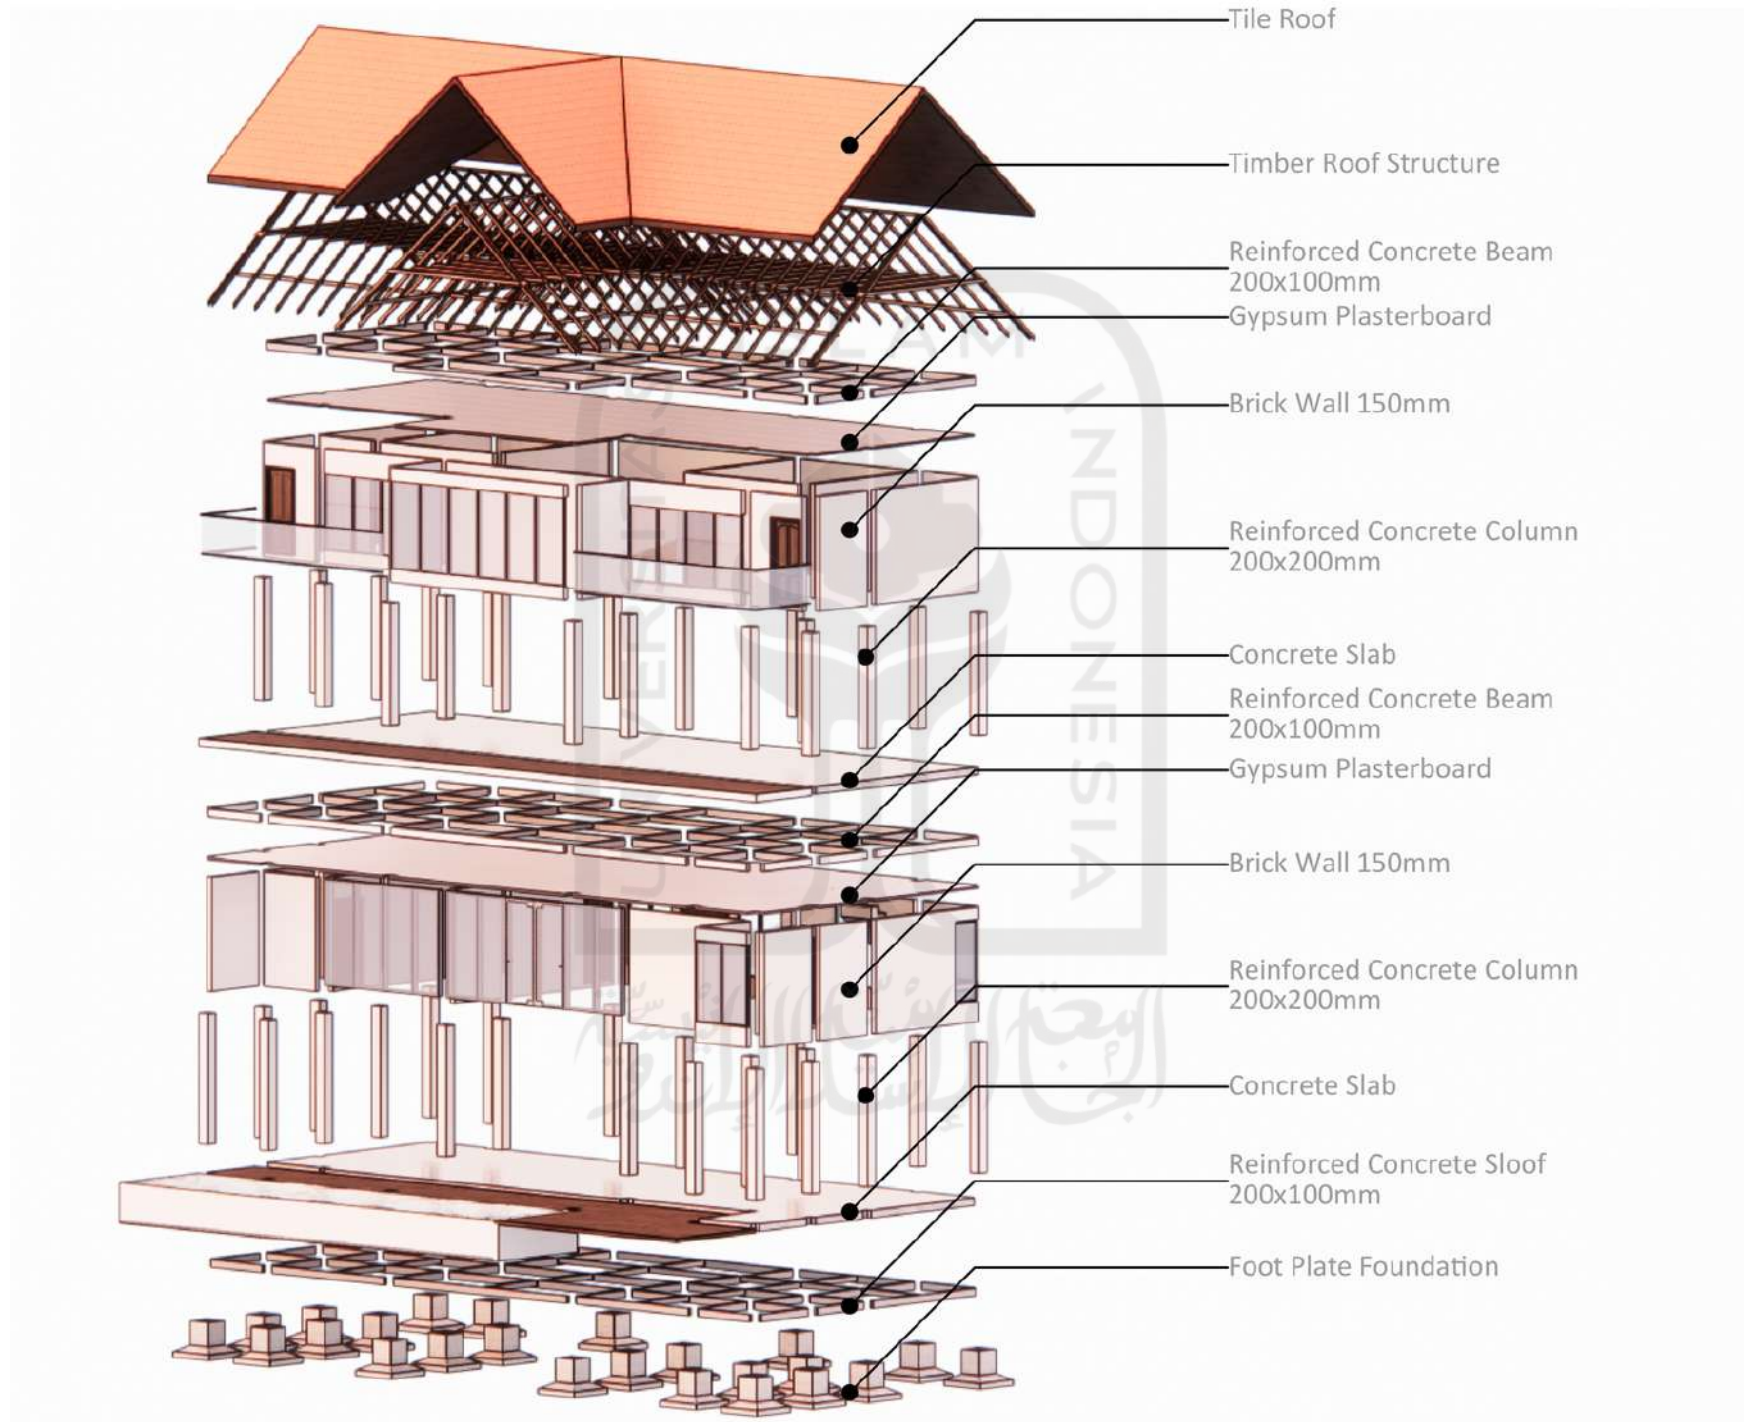 Tile Roof
Timber Roof Structure
Reinforced Concrete Beam
200x100mm
Gypsum Plasterboard
Brick Wall 150mm
Reinforced Concrete Column
200x200mm
Concrete Slab
Reinforced Concrete Beam
200x100mm
Gypsum Plasterboard
Brick Wall 150mm
Reinforced Concrete Column
200x200mm
Concrete Slab
Reinforced Concrete Sloof
200x100mm
Foot Plate Foundation
INDONESIA